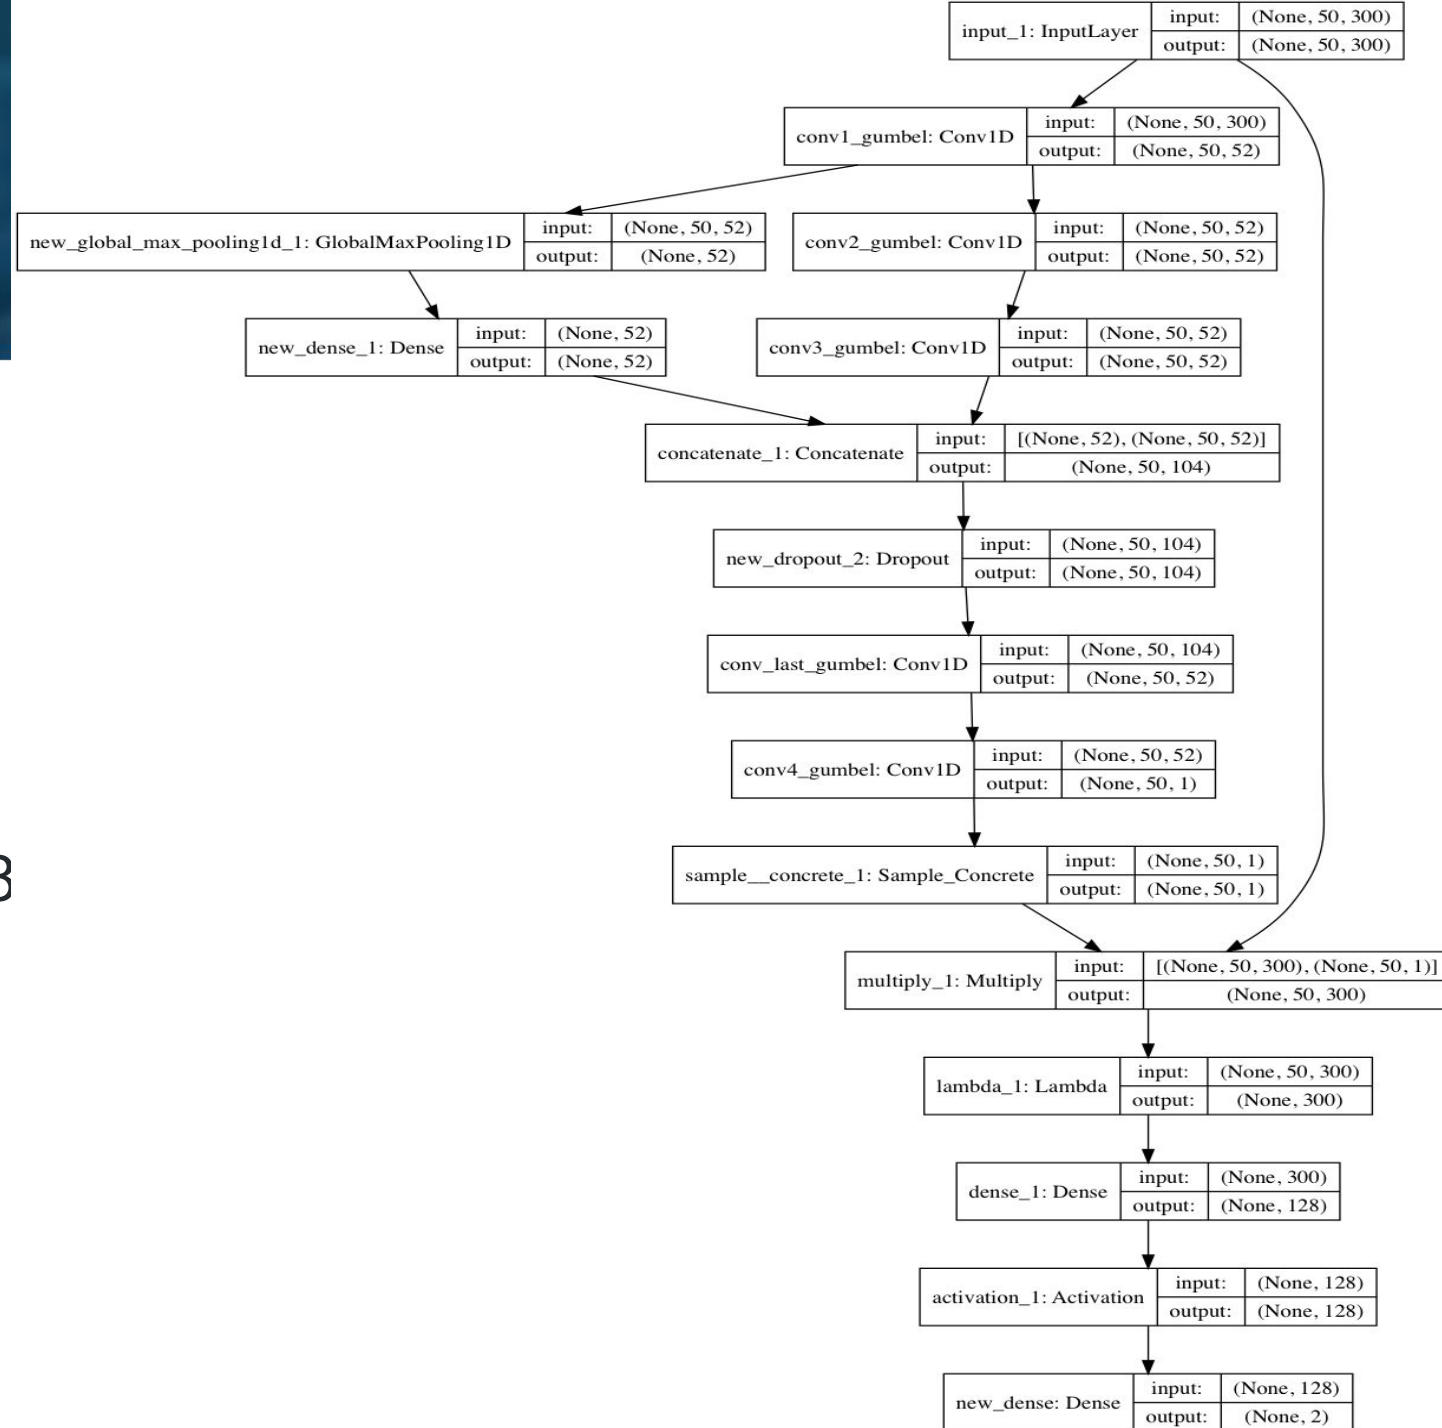 input_1: InputLayer
input: (None, 50, 300)
output: (None, 50, 300)
conv1_gumbel: Conv1D
input: (None, 50, 300)
output: (None, 50, 52)
new_global_max_pooling1d_1: GlobalMaxPooling1D
input: (None, 50, 52)
output: (None, 52)
conv2_gumbel: Conv1D
input: (None, 50, 52)
output: (None, 50, 52)
new_dense_1: Dense
input: (None, 52)
output: (None, 52)
conv3_gumbel: Conv1D
input: (None, 50, 52)
output: (None, 50, 52)
concatenate_1: Concatenate
input: [(None, 52), (None, 50, 52)]
output: (None, 50, 104)
new_dropout_2: Dropout
input: (None, 50, 104)
output: (None, 50, 104)
conv_last_gumbel: Conv1D
input: (None, 50, 104)
output: (None, 50, 52)
conv4_gumbel: Conv1D
input: (None, 50, 52)
output: (None, 50, 1)
sample__concrete_1: Sample_Concrete
input: (None, 50, 1)
output: (None, 50, 1)
multiply_1: Multiply
input: [(None, 50, 300), (None, 50, 1)]
output: (None, 50, 300)
lambda_1: Lambda
input: (None, 50, 300)
output: (None, 300)
dense_1: Dense
input: (None, 300)
output: (None, 128)
activation_1: Activation
input: (None, 128)
output: (None, 128)
new_dense: Dense
input: (None, 128)
output: (None, 2)